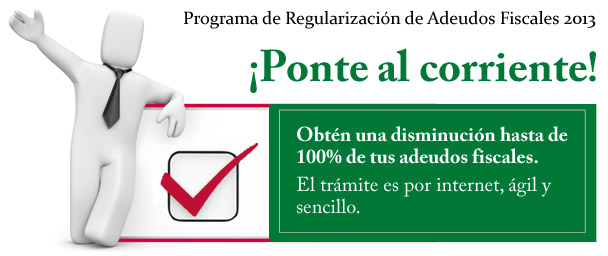 Programa de Regularización de Adeudos Fiscales 2013
¡Ponte al corriente!
Obtén una disminución hasta de
100% de tus adeudos fiscales.
El trámite es por internet, ágil y
sencillo.